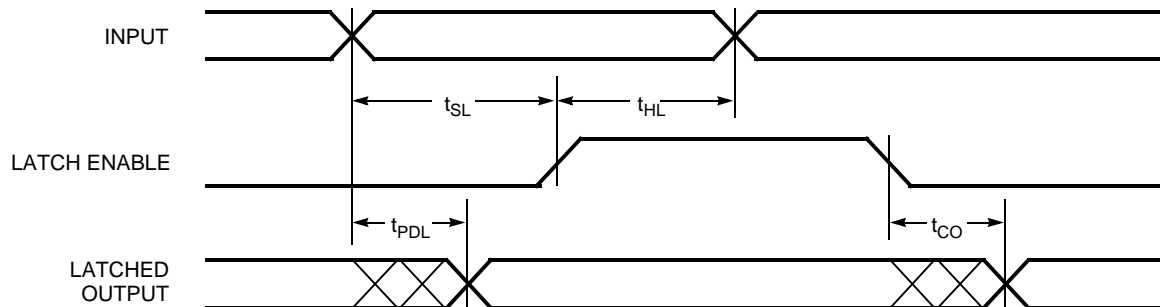 INPUT
tSL
tHL
LATCH ENABLE
tPDL
tCO
LATCHED
OUTPUT